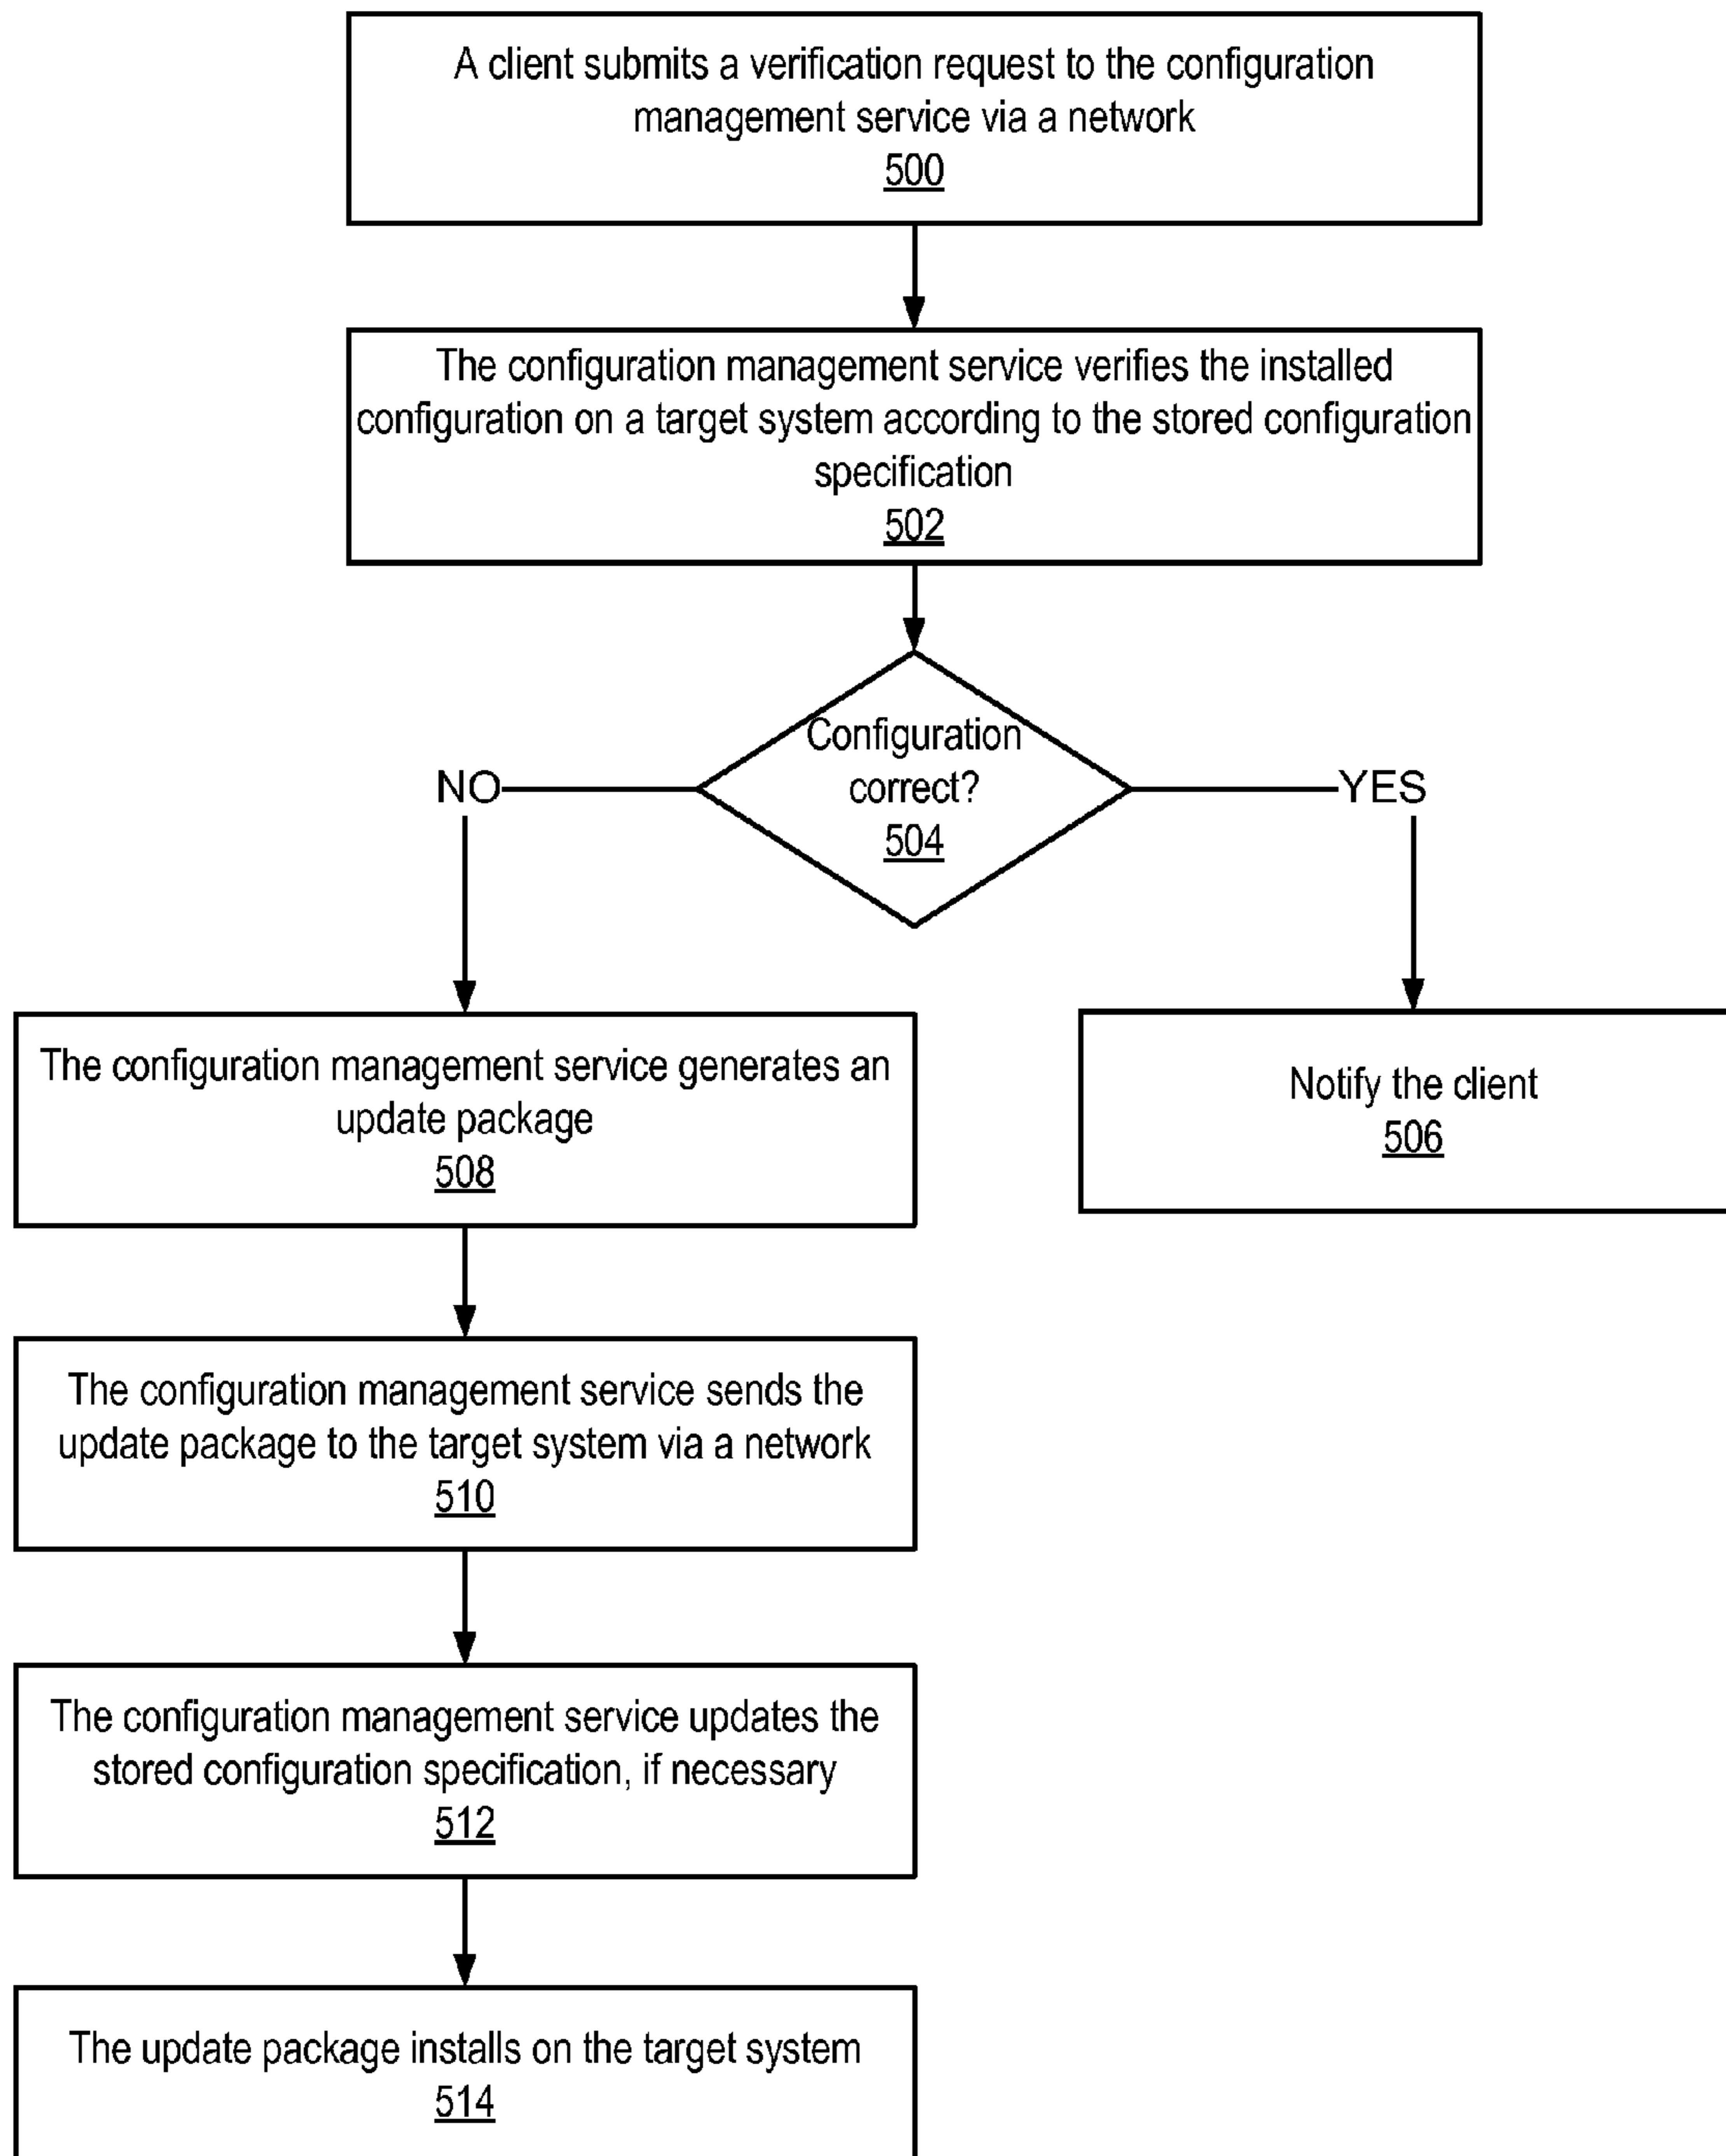 A client submits a verification request to the configuration
management service via a network
500
The configuration management service verifies the installed
configuration on a target system according to the stored configuration
specification
502
Configuration
correct?
504
NO
YES
The configuration management service generates an
update package
508
Notify the client
506
The configuration management service sends the
update package to the target system via a network
510
The configuration management service updates the
stored configuration specification, if necessary
512
The update package installs on the target system
514